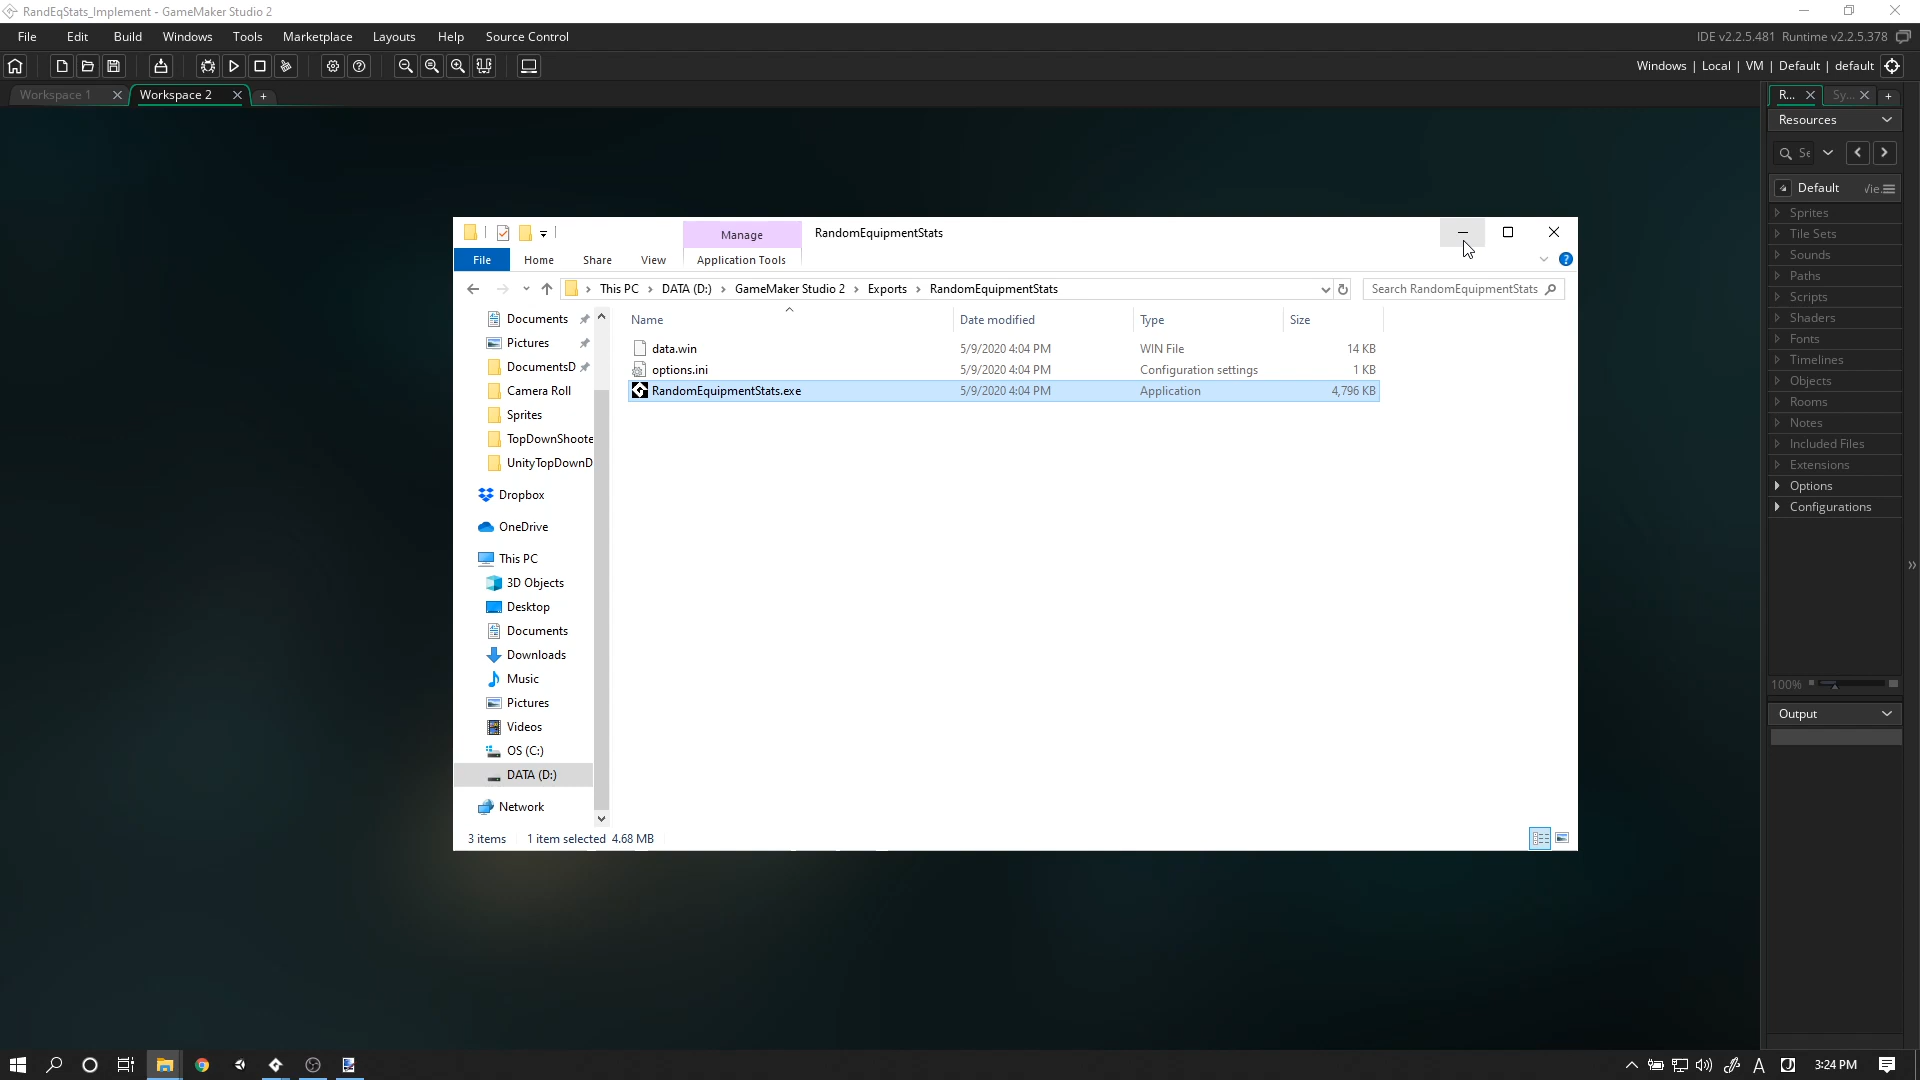 RandEqStats_Implement - GameMaker Studio 2
File Edit Build Windows Tools Marketplace Layouts Help Source Control
IDE v2.2.5.481 Runtime v2.2.5.378
Windows | Local | VM | Default | default
Workspace 1
Workspace 2
R...
Sy...
Resources
Se
Default
Vie
Sprites
Tile Sets
Sounds
Paths
Scripts
Shaders
Fonts
Timelines
Objects
Rooms
Notes
Included Files
Extensions
Options
Configurations
100%
Output
Manage
RandomEquipmentStats
File Home Share View Application Tools
This PC > DATA (D:) > GameMaker Studio 2 > Exports > RandomEquipmentStats
Search RandomEquipmentStats
Documents
Pictures
DocumentsD
Camera Roll
Sprites
TopDownShoote
UnityTopDownD
Dropbox
OneDrive
This PC
3D Objects
Desktop
Documents
Downloads
Music
Pictures
Videos
OS (C:)
DATA (D:)
Network
Name Date modified Type Size
data.win 5/9/2020 4:04 PM WIN File 14 KB
options.ini 5/9/2020 4:04 PM Configuration settings 1 KB
RandomEquipmentStats.exe 5/9/2020 4:04 PM Application 4,796 KB
3 items 1 item selected 4.68 MB
A
3:24 PM